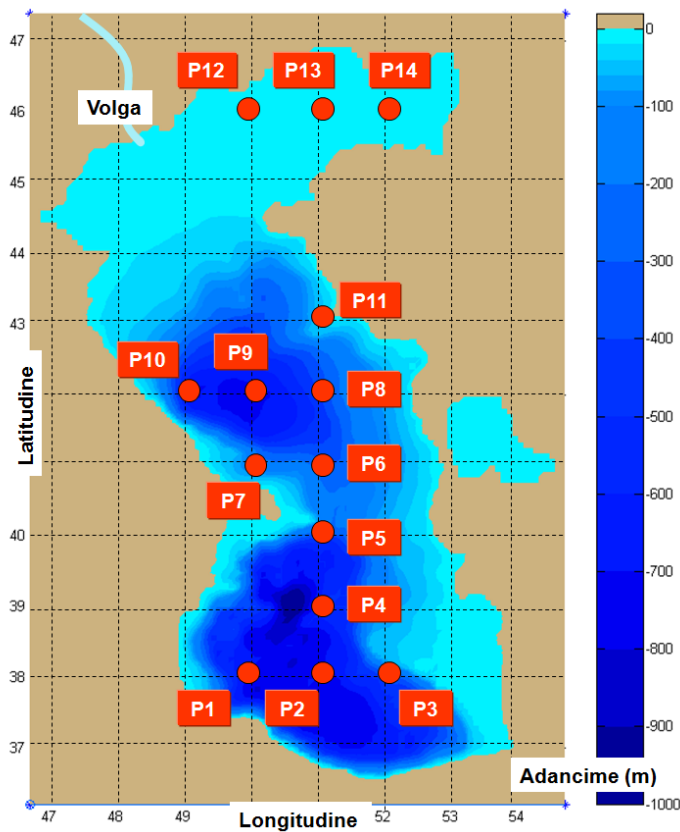 47
P12
P13
P14
0
Volga
46
-100
45
-200
44
-300
P11
43
P10
P9
P8
-400
Latitudine
-500
P6
P7
-600
40
P5
-700
39
P4
-800
38
P1
P2
P3
-900
37
Adancime (m)
-1000
47
48
49
50
51
52
53
54
Longitudine